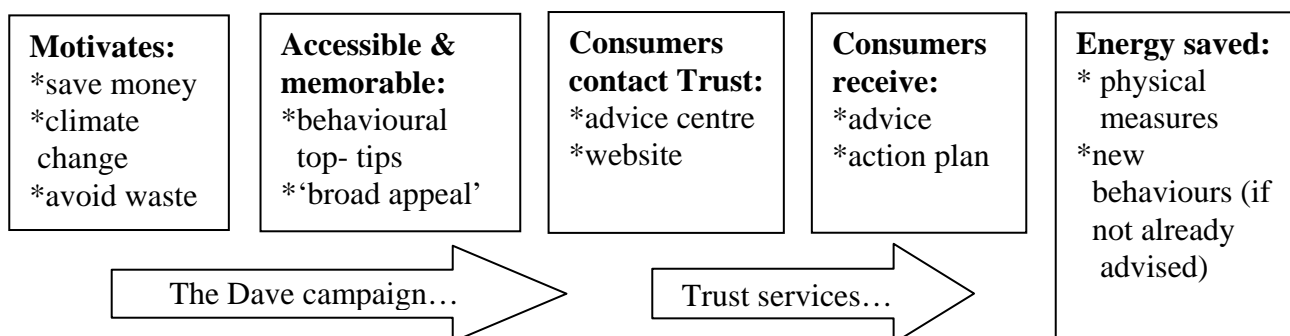 Motivates:
*save money
*climate
change
*avoid waste
Accessible &
memorable:
*behavioural
top- tips
*‘broad appeal’
Consumers
contact Trust:
*advice centre
*website
Consumers
receive:
*advice
*action plan
Energy saved:
* physical
measures
*new
behaviours (if
not already
advised)
The Dave campaign…
Trust services…